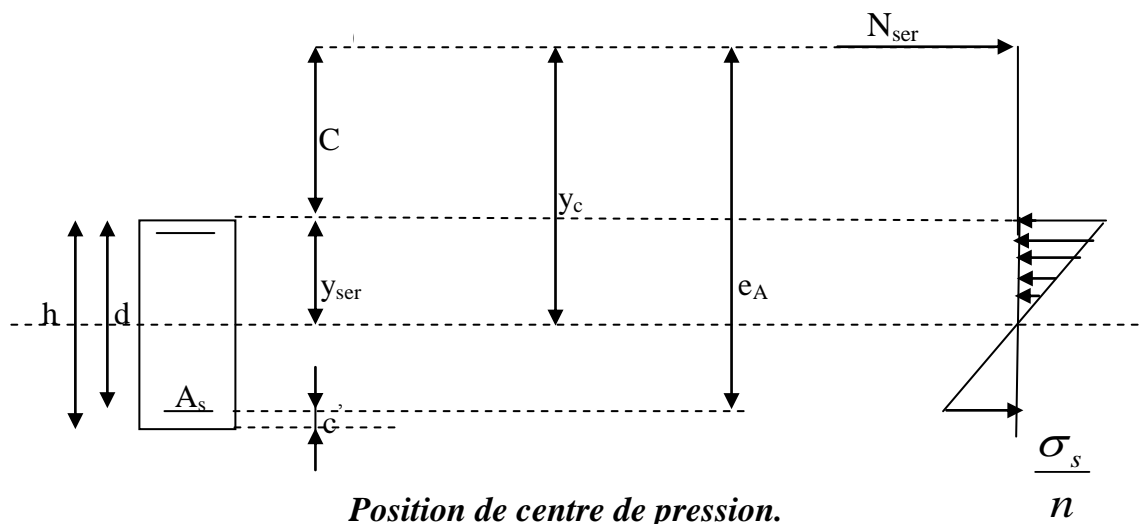 N_ser
C
y_c
y_ser
e_A
h
d
A_s
c'
σ_s
n
Position de centre de pression.